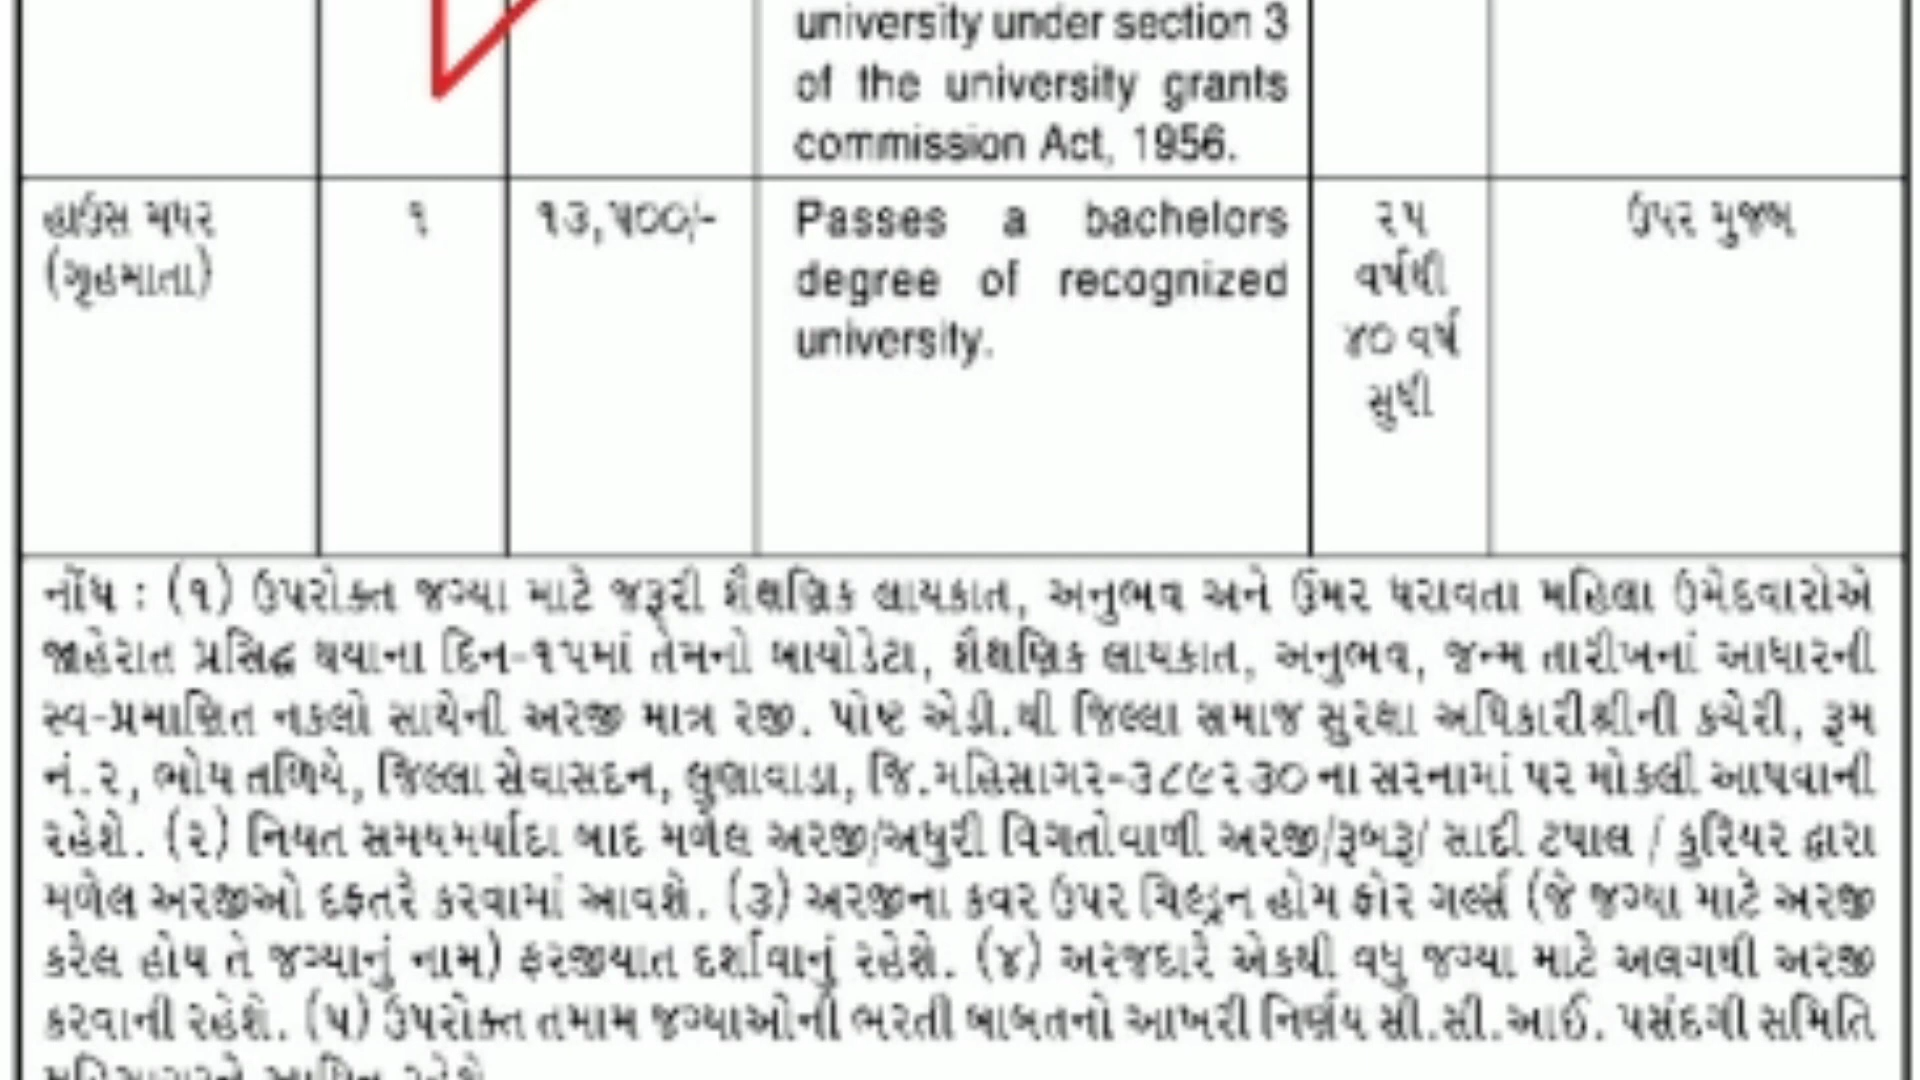 university under section 3
of the university grants
commission Act, 1956.
હાઉસ મધર
(ગૃહમાતા)
૧
૧૩,૫૦૦/-
Passes a bachelors
degree of recognized
university.
૨૫
વર્ષથી
૪૦ વર્ષ
સુધી
ઉપર મુજબ
નોંધ : (૧) ઉપરોક્ત જગ્યા માટે જરૂરી શૈક્ષણિક લાયકાત, અનુભવ અને ઉંમર ધરાવતા મહિલા ઉમેદવારોએ
જાહેરાત પ્રસિદ્ધ થયાના દિન-૧૫માં તેમનો બાયોડેટા, શૈક્ષણિક લાયકાત, અનુભવ, જન્મ તારીખનાં આધારની
સ્વ-પ્રમાણિત નકલો સાથેની અરજી માત્ર રજી. પોષ્ટ એડી.થી જિલ્લા સમાજ સુરક્ષા અધિકારીશ્રીની કચેરી, રૂમ
નં.૨, ભોય તળિયે, જિલ્લા સેવાસદન, લુણાવાડા, જિ.મહિસાગર-૩૮૯૨૩૦ ના સરનામાં પર મોકલી આપવાની
રહેશે. (૨) નિયત સમયમર્યાદા બાદ મળેલ અરજી/અધુરી વિગતોવાળી અરજી/રૂબરૂ/ સાદી ટપાલ / કુરિયર દ્વારા
મળેલ અરજીઓ દફતરે કરવામાં આવશે. (૩) અરજીના કવર ઉપર ચિલ્ડ્રન હોમ ફોર ગર્લ્સ (જે જગ્યા માટે અરજી
કરેલ હોય તે જગ્યાનું નામ) ફરજીયાત દર્શાવાનું રહેશે. (૪) અરજદારે એકથી વધુ જગ્યા માટે અલગથી અરજી
કરવાની રહેશે. (૫) ઉપરોક્ત તમામ જગ્યાઓની ભરતી બાબતનો આખરી નિર્ણય સી.સી.આઈ. પસંદગી સમિતિ